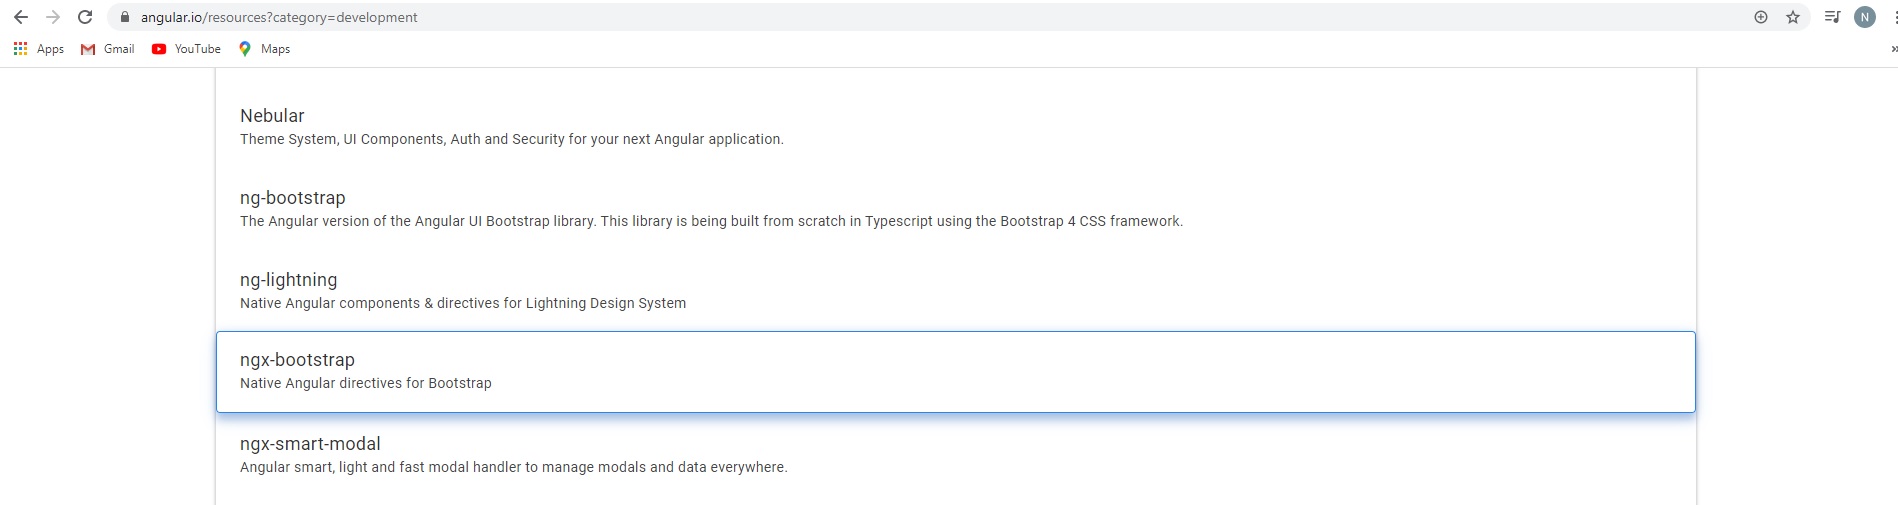 angular.io/resources?category=development
N
Apps Gmail YouTube Maps
»
Nebular
Theme System, UI Components, Auth and Security for your next Angular application.
ng-bootstrap
The Angular version of the Angular UI Bootstrap library. This library is being built from scratch in Typescript using the Bootstrap 4 CSS framework.
ng-lightning
Native Angular components & directives for Lightning Design System
ngx-bootstrap
Native Angular directives for Bootstrap
ngx-smart-modal
Angular smart, light and fast modal handler to manage modals and data everywhere.